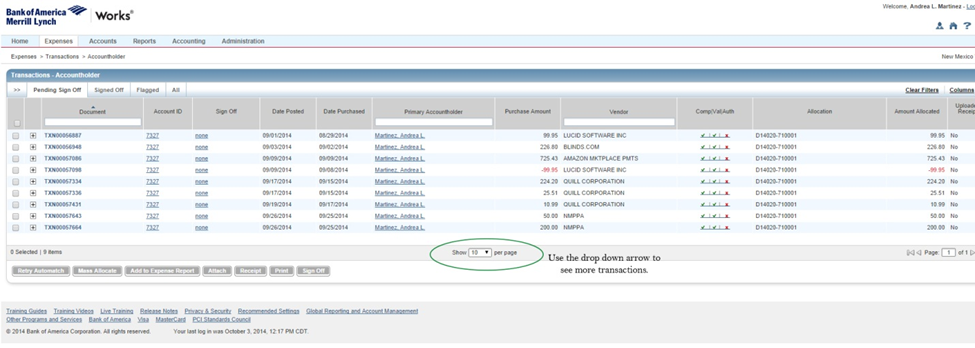 Bank of America Merrill Lynch Works®
Welcome, Andrea L. Martinez -
Home Expenses Accounts Reports Accounting Administration
Expenses > Transactions > Accountholder New Mexico
Transactions - Accountholder
>> Pending Sign Off Signed Off Flagged All Clear Filters Columns
Document Account ID Sign Off Date Posted Date Purchased Primary Accountholder Purchase Amount Vendor Comp|Val|Auth Allocation Amount Allocated Uploaded Receipt
TXN00056887 7327 none 09/01/2014 08/29/2014 Martinez, Andrea L. 99.95 LUCID SOFTWARE INC D14020-710001 99.95 No
TXN00056948 7327 none 09/03/2014 09/02/2014 Martinez, Andrea L. 226.80 BLINDS.COM D14020-710001 226.80 No
TXN00057086 7327 none 09/09/2014 09/09/2014 Martinez, Andrea L. 725.43 AMAZON MKTPLACE PMTS D14020-710001 725.43 No
TXN00057098 7327 none 09/09/2014 09/08/2014 Martinez, Andrea L. -99.95 LUCID SOFTWARE INC D14020-710001 -99.95 No
TXN00057334 7327 none 09/17/2014 09/15/2014 Martinez, Andrea L. 224.20 QUILL CORPORATION D14020-710001 224.20 No
TXN00057336 7327 none 09/17/2014 09/16/2014 Martinez, Andrea L. 25.51 QUILL CORPORATION D14020-710001 25.51 No
TXN00057431 7327 none 09/19/2014 09/17/2014 Martinez, Andrea L. 10.99 QUILL CORPORATION D14020-710001 10.99 No
TXN00057643 7327 none 09/26/2014 09/25/2014 Martinez, Andrea L. 50.00 NMPPA D14020-710001 50.00 No
TXN00057664 7327 none 09/26/2014 09/25/2014 Martinez, Andrea L. 200.00 NMPPA D14020-710001 200.00 No
0 Selected | 9 Items Show 10 per page Page: 1 of 1
Use the drop down arrow to
see more transactions.
Retry Automatch Mass Allocate Add to Expense Report Attach Receipt Print Sign Off
Training Guides Training Videos Live Training Release Notes Privacy & Security Recommended Settings Global Reporting and Account Management
Other Programs and Services Bank of America Visa MasterCard PCI Standards Council
© 2014 Bank of America Corporation. All rights reserved. Your last log in was October 3, 2014, 12:17 PM CDT.